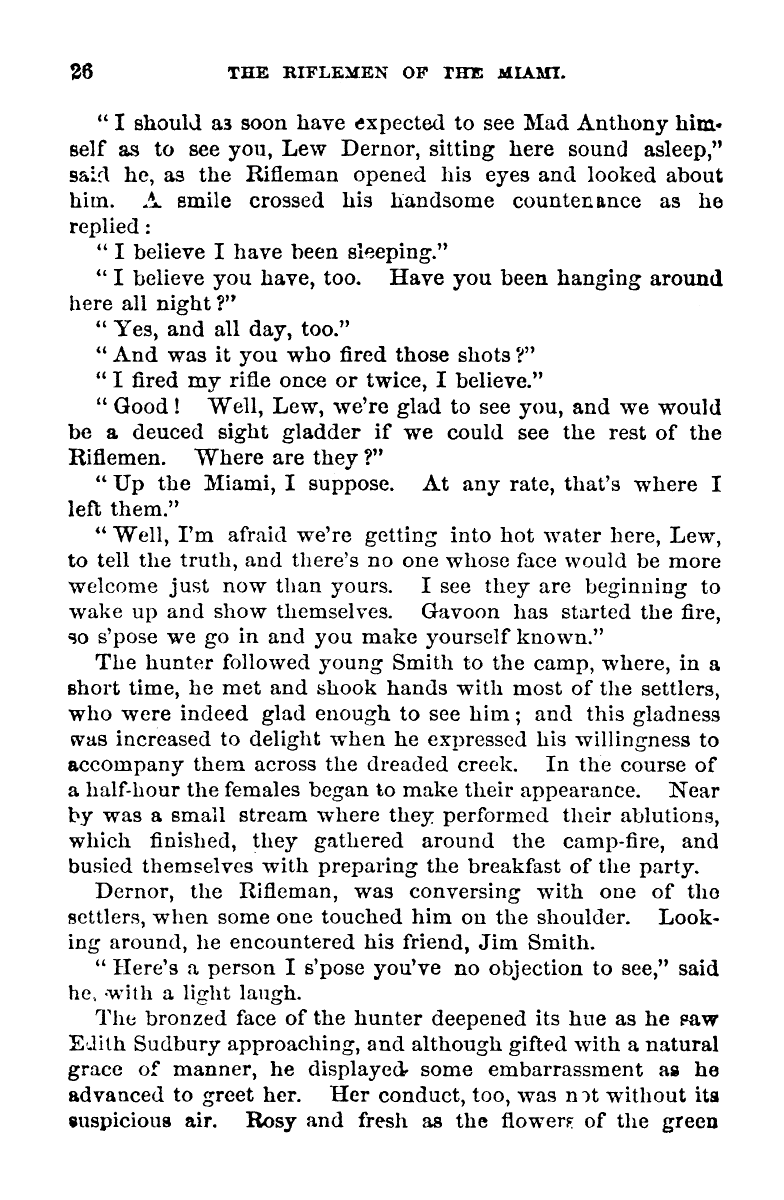 26 THE RIFLEMEN OF THE MIAMI.
“ I should as soon have expected to see Mad Anthony him-
self as to see you, Lew Dernor, sitting here sound asleep,”
said he, as the Rifleman opened his eyes and looked about
him. A smile crossed his handsome countenance as he
replied :
“ I believe I have been sleeping.”
“ I believe you have, too. Have you been hanging around
here all night ?”
“ Yes, and all day, too.”
“ And was it you who fired those shots ?”
“ I fired my rifle once or twice, I believe.”
“ Good ! Well, Lew, we’re glad to see you, and we would
be a deuced sight gladder if we could see the rest of the
Riflemen. Where are they ?”
“ Up the Miami, I suppose. At any rate, that’s where I
left them.”
“ Well, I’m afraid we’re getting into hot water here, Lew,
to tell the truth, and there’s no one whose face would be more
welcome just now than yours. I see they are beginning to
wake up and show themselves. Gavoon has started the fire,
so s’pose we go in and you make yourself known.”
The hunter followed young Smith to the camp, where, in a
short time, he met and shook hands with most of the settlers,
who were indeed glad enough to see him ; and this gladness
was increased to delight when he expressed his willingness to
accompany them across the dreaded creek. In the course of
a half-hour the females began to make their appearance. Near
by was a small stream where they performed their ablutions,
which finished, they gathered around the camp-fire, and
busied themselves with preparing the breakfast of the party.
Dernor, the Rifleman, was conversing with one of the
settlers, when some one touched him on the shoulder. Look-
ing around, he encountered his friend, Jim Smith.
“ Here’s a person I s’pose you’ve no objection to see,” said
he, with a light laugh.
The bronzed face of the hunter deepened its hue as he saw
Edith Sudbury approaching, and although gifted with a natural
grace of manner, he displayed some embarrassment as he
advanced to greet her. Her conduct, too, was not without its
suspicious air. Rosy and fresh as the flowers of the green